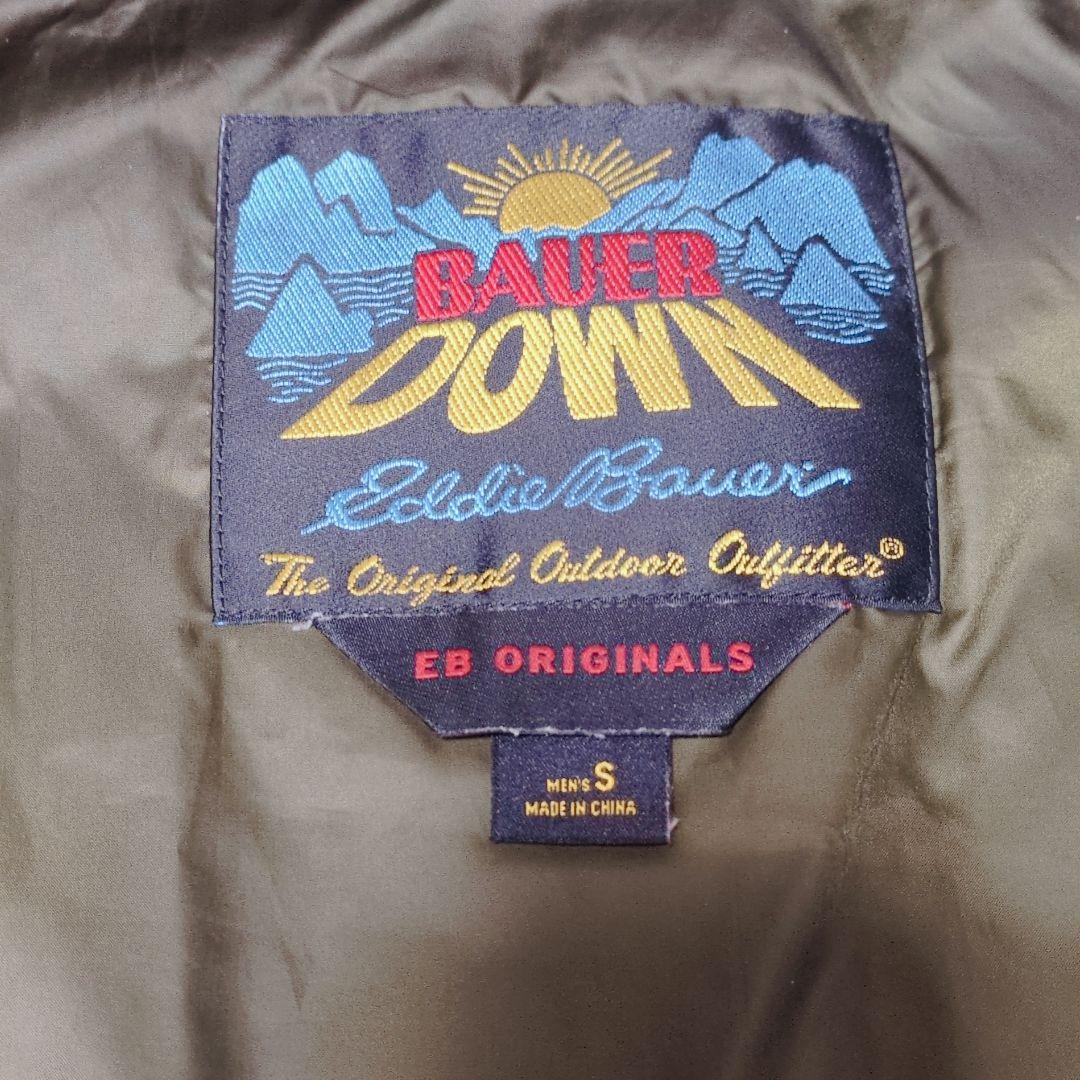 BAUER
DOWN
Eddie Bauer
The Original Outdoor Outfitter®
EB ORIGINALS
MEN'S S
MADE IN CHINA